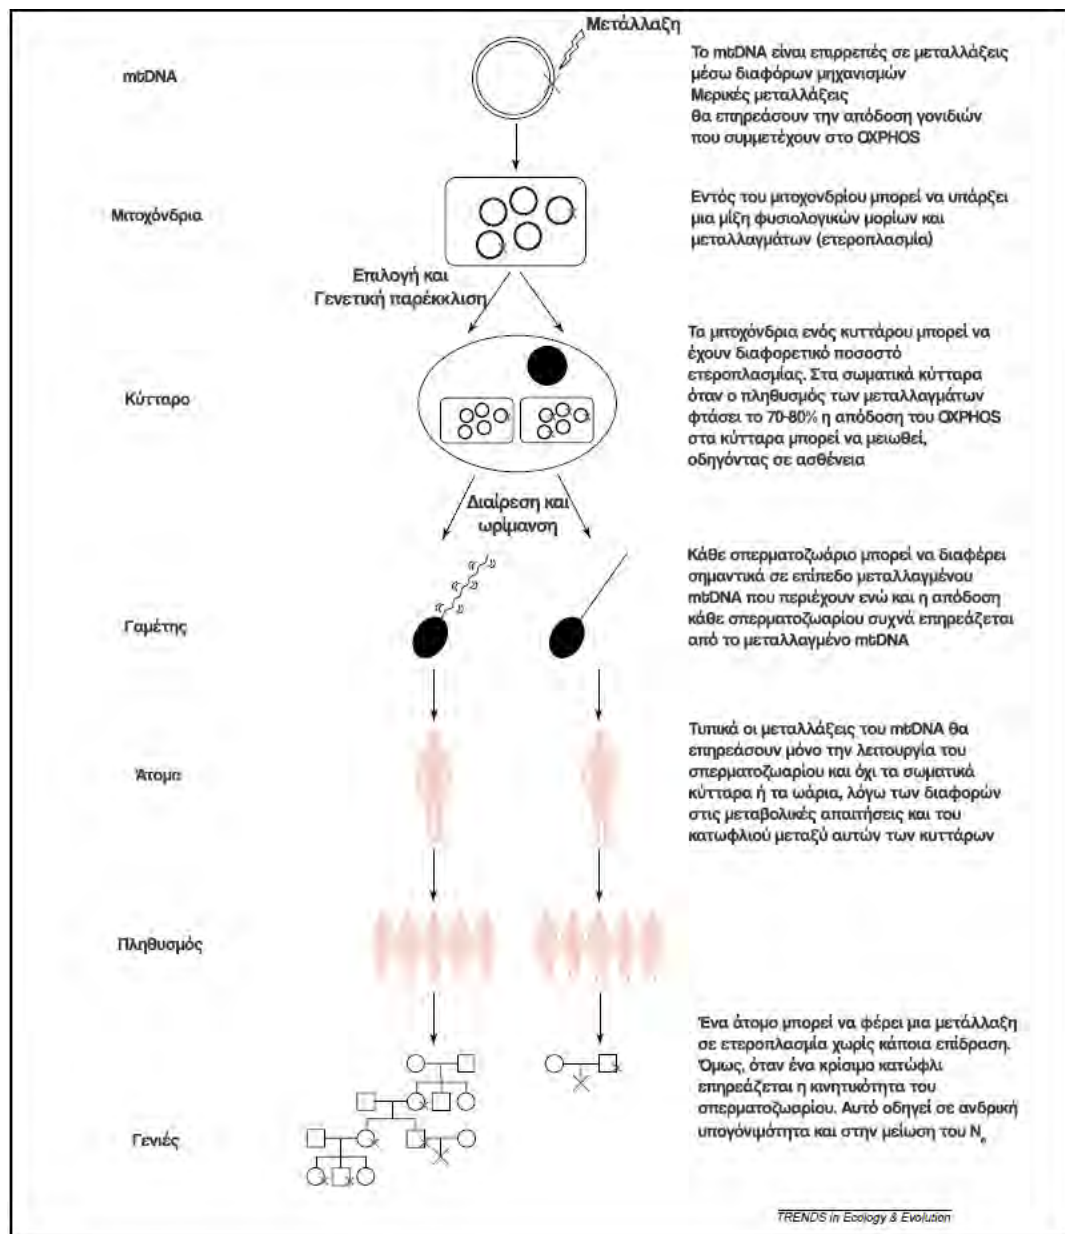 Μετάλλαξη
mtDNA
Το mtDNA είναι επιρρεπές σε μεταλλάξεις
μέσω διαφόρων μηχανισμών
Μερικές μεταλλάξεις
θα επηρεάσουν την απόδοση γονιδιών
που συμμετέχουν στο OXPHOS
Μιτοχόνδρια
Εντός του μιτοχονδρίου μπορεί να υπάρξει
μια μίξη φυσιολογικών μορίων και
μεταλλαγμάτων (ετεροπλασμία)
Επιλογή και
Γενετική παρέκκλιση
Κύτταρο
Τα μιτοχόνδρια ενός κυττάρου μπορεί να
έχουν διαφορετικό ποσοστό
ετεροπλασμίας. Στα σωματικά κύτταρα
όταν ο πληθυσμός των μεταλλαγμάτων
φτάσει το 70-80% η απόδοση του OXPHOS
στα κύτταρα μπορεί να μειωθεί,
οδηγόντας σε ασθένεια
Διαίρεση και
ωρίμανση
Γαμέτης
Κάθε σπερματοζωάριο μπορεί να διαφέρει
σημαντικά σε επίπεδο μεταλλαγμένου
mtDNA που περιέχουν ενώ και η απόδοση
κάθε σπερματοζωαρίου συχνά επηρεάζεται
από το μεταλλαγμένο mtDNA
Άτομο
Τυπικά οι μεταλλάξεις του mtDNA θα
επηρεάσουν μόνο την λειτουργία του
σπερματοζωαρίου και όχι τα σωματικά
κύτταρα ή τα ωάρια, λόγω των διαφορών
στις μεταβολικές απαιτήσεις και του
κατωφλιού μεταξύ αυτών των κυττάρων
Πληθυσμός
Γενιές
Ένα άτομο μπορεί να φέρει μια μετάλλαξη
σε ετεροπλασμία χωρίς κάποια επίδραση.
Όμως, όταν ένα κρίσιμο κατώφλι
επηρεάζεται η κινητικότητα του
σπερματοζωαρίου. Αυτό οδηγεί σε ανδρική
υπογόνιμότητα και στην μείωση του Nₑ
TRENDS in Ecology & Evolution